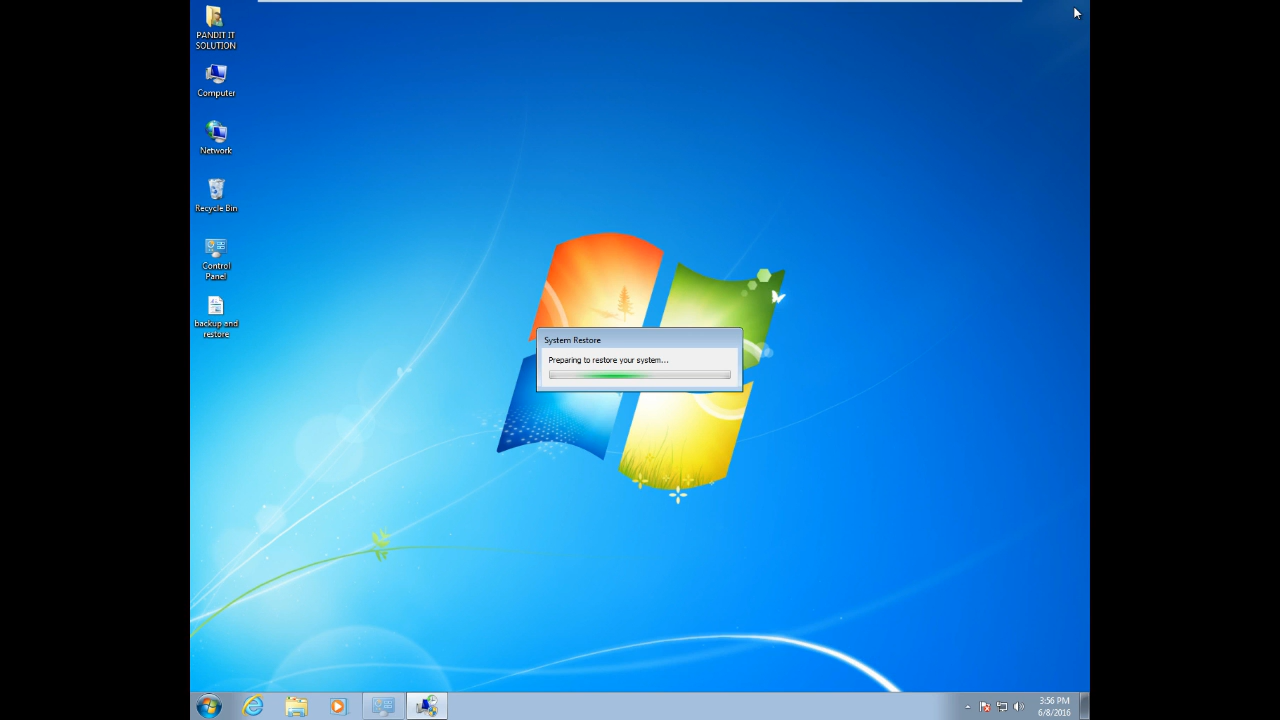 PANDIT IT
SOLUTION
Computer
Network
Recycle Bin
Control
Panel
backup and
restore
System Restore
Preparing to restore your system...
3:56 PM
6/8/2016